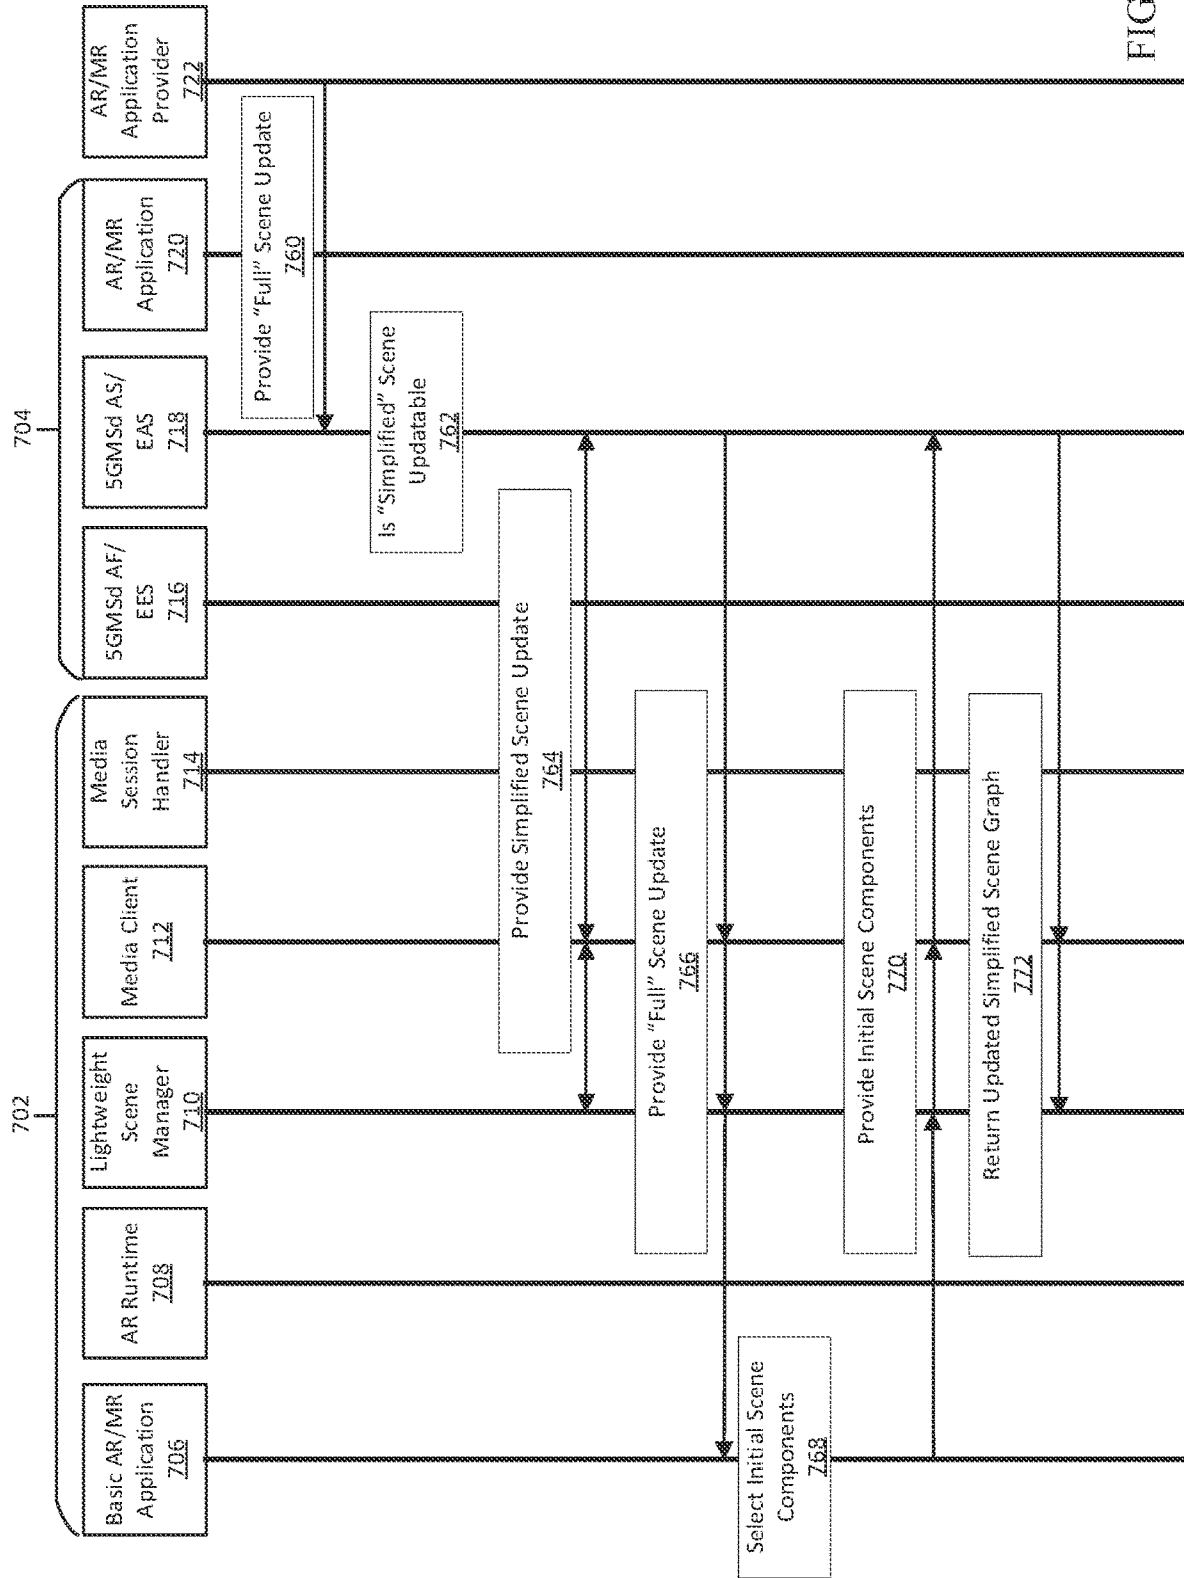 702
704
Basic AR/MR
Application
706
AR Runtime
708
Lightweight
Scene
Manager
710
Media Client
712
Media
Session
Handler
714
5GMSd AF/
EES
716
5GMSd AS/
EAS
718
AR/MR
Application
720
AR/MR
Application
Provider
722
Provide "Full" Scene Update
760
Is "Simplified" Scene
Updatable
762
Provide Simplified Scene Update
764
Provide "Full" Scene Update
766
Select Initial Scene
Components
768
Provide Initial Scene Components
770
Return Updated Simplified Scene Graph
772
FIG